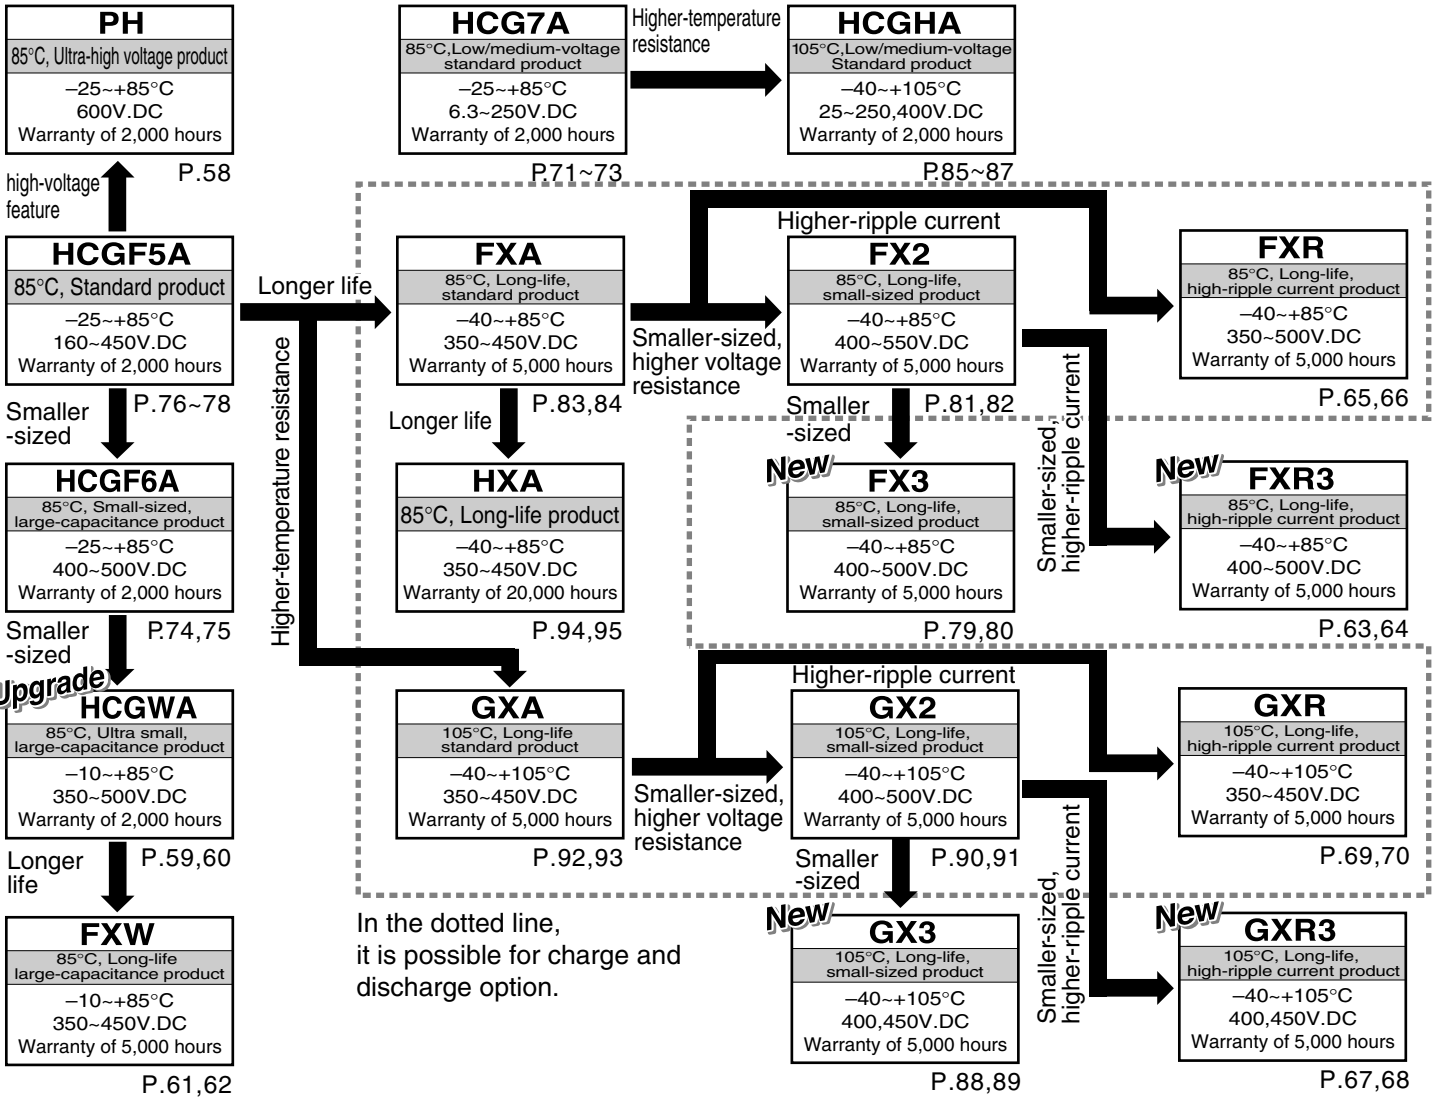 PH
85°C, Ultra-high voltage product
–25~+85°C
600V.DC
Warranty of 2,000 hours
P.58
high-voltage
feature
HCG7A
85°C,Low/medium-voltage
standard product
–25~+85°C
6.3~250V.DC
Warranty of 2,000 hours
P.71~73
Higher-temperature
resistance
HCGHA
105°C,Low/medium-voltage
Standard product
–40~+105°C
25~250,400V.DC
Warranty of 2,000 hours
P.85~87
HCGF5A
85°C, Standard product
–25~+85°C
160~450V.DC
Warranty of 2,000 hours
P.76~78
Longer life
Higher-temperature resistance
FXA
85°C, Long-life,
standard product
–40~+85°C
350~450V.DC
Warranty of 5,000 hours
P.83,84
Higher-ripple current
Smaller-sized,
higher voltage
resistance
FX2
85°C, Long-life,
small-sized product
–40~+85°C
400~550V.DC
Warranty of 5,000 hours
P.81,82
FXR
85°C, Long-life,
high-ripple current product
–40~+85°C
350~500V.DC
Warranty of 5,000 hours
P.65,66
Smaller
-sized
Longer life
Smaller
-sized
Smaller-sized,
higher-ripple current
HCGF6A
85°C, Small-sized,
large-capacitance product
–25~+85°C
400~500V.DC
Warranty of 2,000 hours
P.74,75
HXA
85°C, Long-life product
–40~+85°C
350~450V.DC
Warranty of 20,000 hours
P.94,95
New
FX3
85°C, Long-life,
small-sized product
–40~+85°C
400~500V.DC
Warranty of 5,000 hours
P.79,80
New
FXR3
85°C, Long-life,
high-ripple current product
–40~+85°C
400~500V.DC
Warranty of 5,000 hours
P.63,64
Smaller
-sized
Upgrade
HCGWA
85°C, Ultra small,
large-capacitance product
–10~+85°C
350~500V.DC
Warranty of 2,000 hours
P.59,60
GXA
105°C, Long-life
standard product
–40~+105°C
350~450V.DC
Warranty of 5,000 hours
P.92,93
Higher-ripple current
Smaller-sized,
higher voltage
resistance
GX2
105°C, Long-life,
small-sized product
–40~+105°C
400~500V.DC
Warranty of 5,000 hours
P.90,91
GXR
105°C, Long-life,
high-ripple current product
–40~+105°C
350~450V.DC
Warranty of 5,000 hours
P.69,70
Longer
life
Smaller
-sized
Smaller-sized,
higher-ripple current
FXW
85°C, Long-life
large-capacitance product
–10~+85°C
350~450V.DC
Warranty of 5,000 hours
P.61,62
In the dotted line,
it is possible for charge and
discharge option.
New
GX3
105°C, Long-life,
small-sized product
–40~+105°C
400,450V.DC
Warranty of 5,000 hours
P.88,89
New
GXR3
105°C, Long-life,
high-ripple current product
–40~+105°C
400,450V.DC
Warranty of 5,000 hours
P.67,68